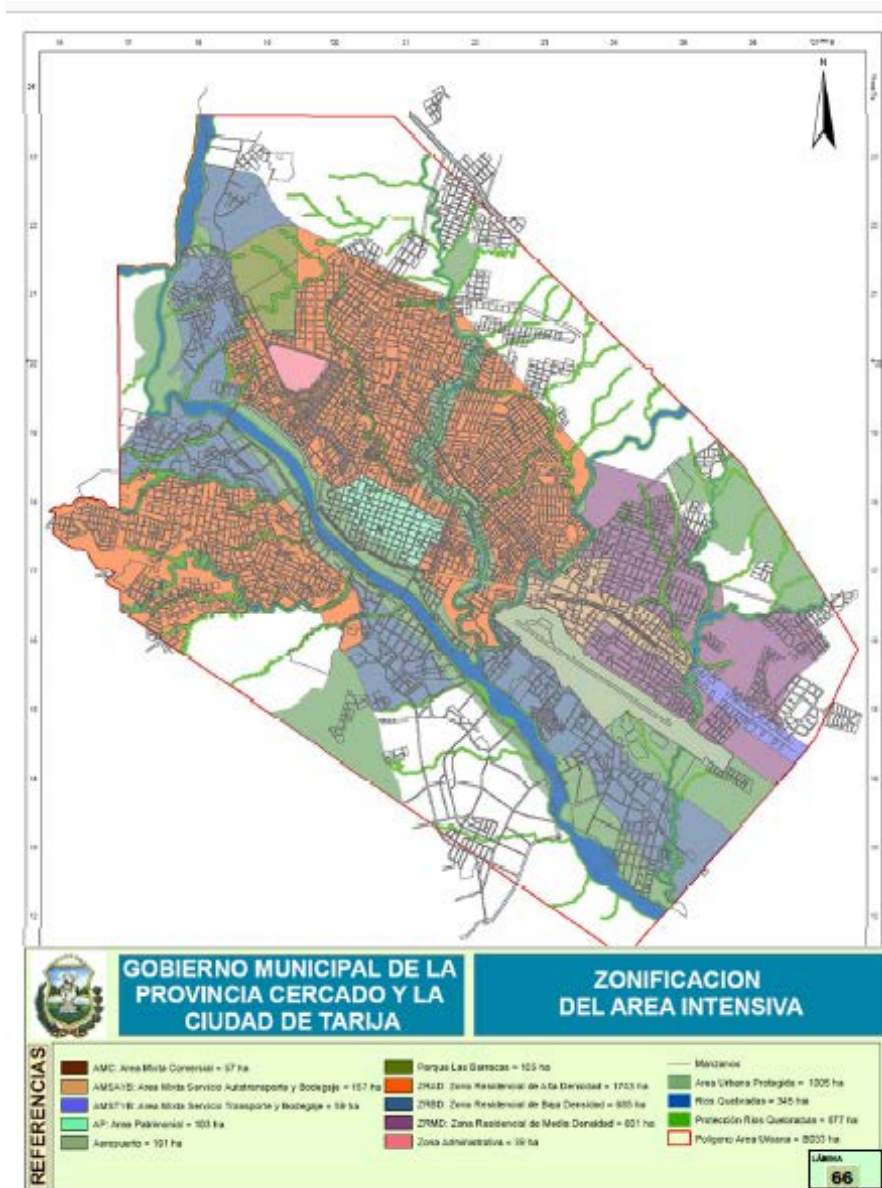 N
GOBIERNO MUNICIPAL DE LA
PROVINCIA CERCADO Y LA
CIUDAD DE TARIJA
ZONIFICACION
DEL AREA INTENSIVA
REFERENCIAS
AMC: Area Mixta Comercial = 57 ha
AMSAYB: Area Mixta Servicio Autotransporte y Bodegaje = 157 ha
AMSTYB: Area Mixta Servicio Transporte y Bodegaje = 59 ha
AP: Area Patrimonial = 103 ha
Aeropuerto = 191 ha
Parque Las Barrancas = 105 ha
ZRAD: Zona Residencial de Alta Densidad = 1743 ha
ZRBD: Zona Residencial de Baja Densidad = 885 ha
ZRMD: Zona Residencial de Media Densidad = 601 ha
Zona Administrativa = 39 ha
Manzanos
Area Urbana Protegida = 1005 ha
Rios Quebradas = 345 ha
Protección Rios Quebradas = 677 ha
Poligono Area Urbana = 8033 ha
LÁMINA
66